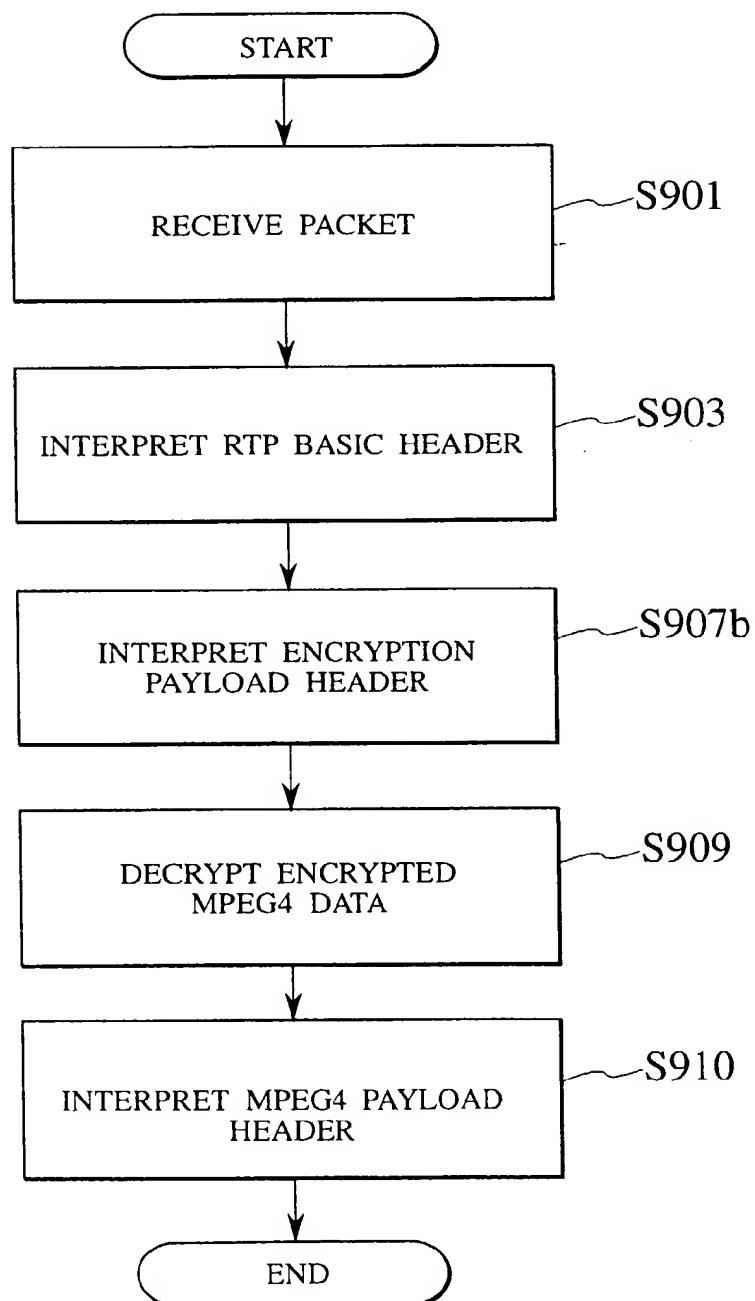 START
RECEIVE PACKET
S901
INTERPRET RTP BASIC HEADER
S903
INTERPRET ENCRYPTION
PAYLOAD HEADER
S907b
DECRYPT ENCRYPTED
MPEG4 DATA
S909
INTERPRET MPEG4 PAYLOAD
HEADER
S910
END